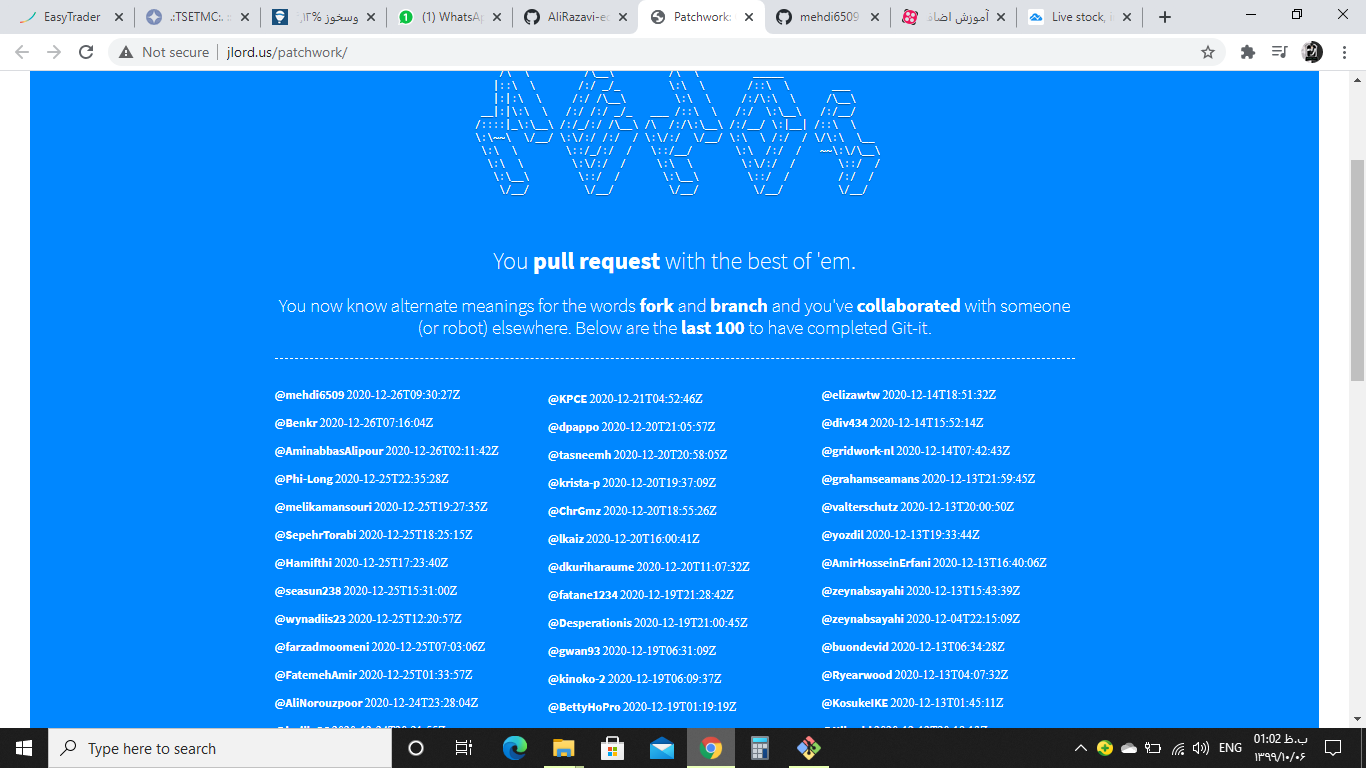 EasyTrader
.:TSETMC:.
وسخوز %۱۳.
(1) WhatsA
AliRazavi-e
Patchwork
mehdi6509
آموزش اضاف
Live stock, i
Not secure | jlord.us/patchwork/
You pull request with the best of 'em.
You now know alternate meanings for the words fork and branch and you've collaborated with someone
(or robot) elsewhere. Below are the last 100 to have completed Git-it.
@mehdi6509 2020-12-26T09:30:27Z
@Benkr 2020-12-26T07:16:04Z
@AminabbasAlipour 2020-12-26T02:11:42Z
@Phi-Long 2020-12-25T22:35:28Z
@melikamansouri 2020-12-25T19:27:35Z
@SepehrTorabi 2020-12-25T18:25:15Z
@Hamifthi 2020-12-25T17:23:40Z
@seasun238 2020-12-25T15:31:00Z
@wynadiis23 2020-12-25T12:20:57Z
@farzadmoomeni 2020-12-25T07:03:06Z
@FatemehAmir 2020-12-25T01:33:57Z
@AliNorouzpoor 2020-12-24T23:28:04Z
@KPCE 2020-12-21T04:52:46Z
@dpappo 2020-12-20T21:05:57Z
@tasneemh 2020-12-20T20:58:05Z
@krista-p 2020-12-20T19:37:09Z
@ChrGmz 2020-12-20T18:55:26Z
@lkaiz 2020-12-20T16:00:41Z
@dkuriharaume 2020-12-20T11:07:32Z
@fatane1234 2020-12-19T21:28:42Z
@Desperationis 2020-12-19T21:00:45Z
@gwan93 2020-12-19T06:31:09Z
@kinoko-2 2020-12-19T06:09:37Z
@BettyHoPro 2020-12-19T01:19:19Z
@elizawtw 2020-12-14T18:51:32Z
@div434 2020-12-14T15:52:14Z
@gridwork-nl 2020-12-14T07:42:43Z
@grahamseamans 2020-12-13T21:59:45Z
@valterschutz 2020-12-13T20:00:50Z
@yozdil 2020-12-13T19:33:44Z
@AmirHosseinErfani 2020-12-13T16:40:06Z
@zeynabsayahi 2020-12-13T15:43:39Z
@zeynabsayahi 2020-12-04T22:15:09Z
@buondevid 2020-12-13T06:34:28Z
@Ryearwood 2020-12-13T04:07:32Z
@KosukeIKE 2020-12-13T01:45:11Z
Type here to search
ENG
01:02 ب.ظ
۱۳۹۹/۱۰/۰۶